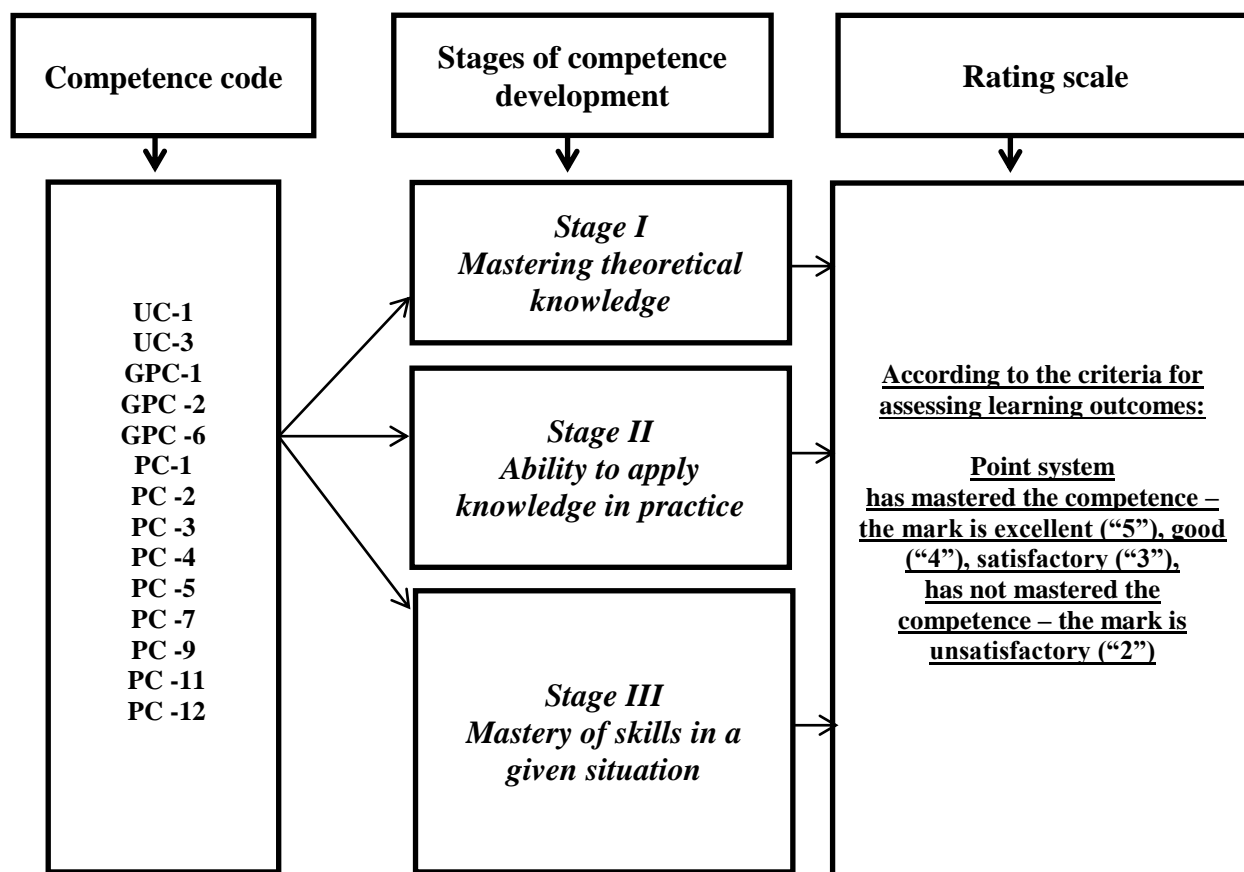 Competence code
Stages of competence
development
Rating scale
UC-1
UC-3
GPC-1
GPC -2
GPC -6
PC-1
PC -2
PC -3
PC -4
PC -5
PC -7
PC -9
PC -11
PC -12
Stage I
Mastering theoretical
knowledge
Stage II
Ability to apply
knowledge in practice
Stage III
Mastery of skills in a
given situation
According to the criteria for
assessing learning outcomes:
Point system
has mastered the competence –
the mark is excellent (“5”), good
(“4”), satisfactory (“3”),
has not mastered the
competence – the mark is
unsatisfactory (“2”)